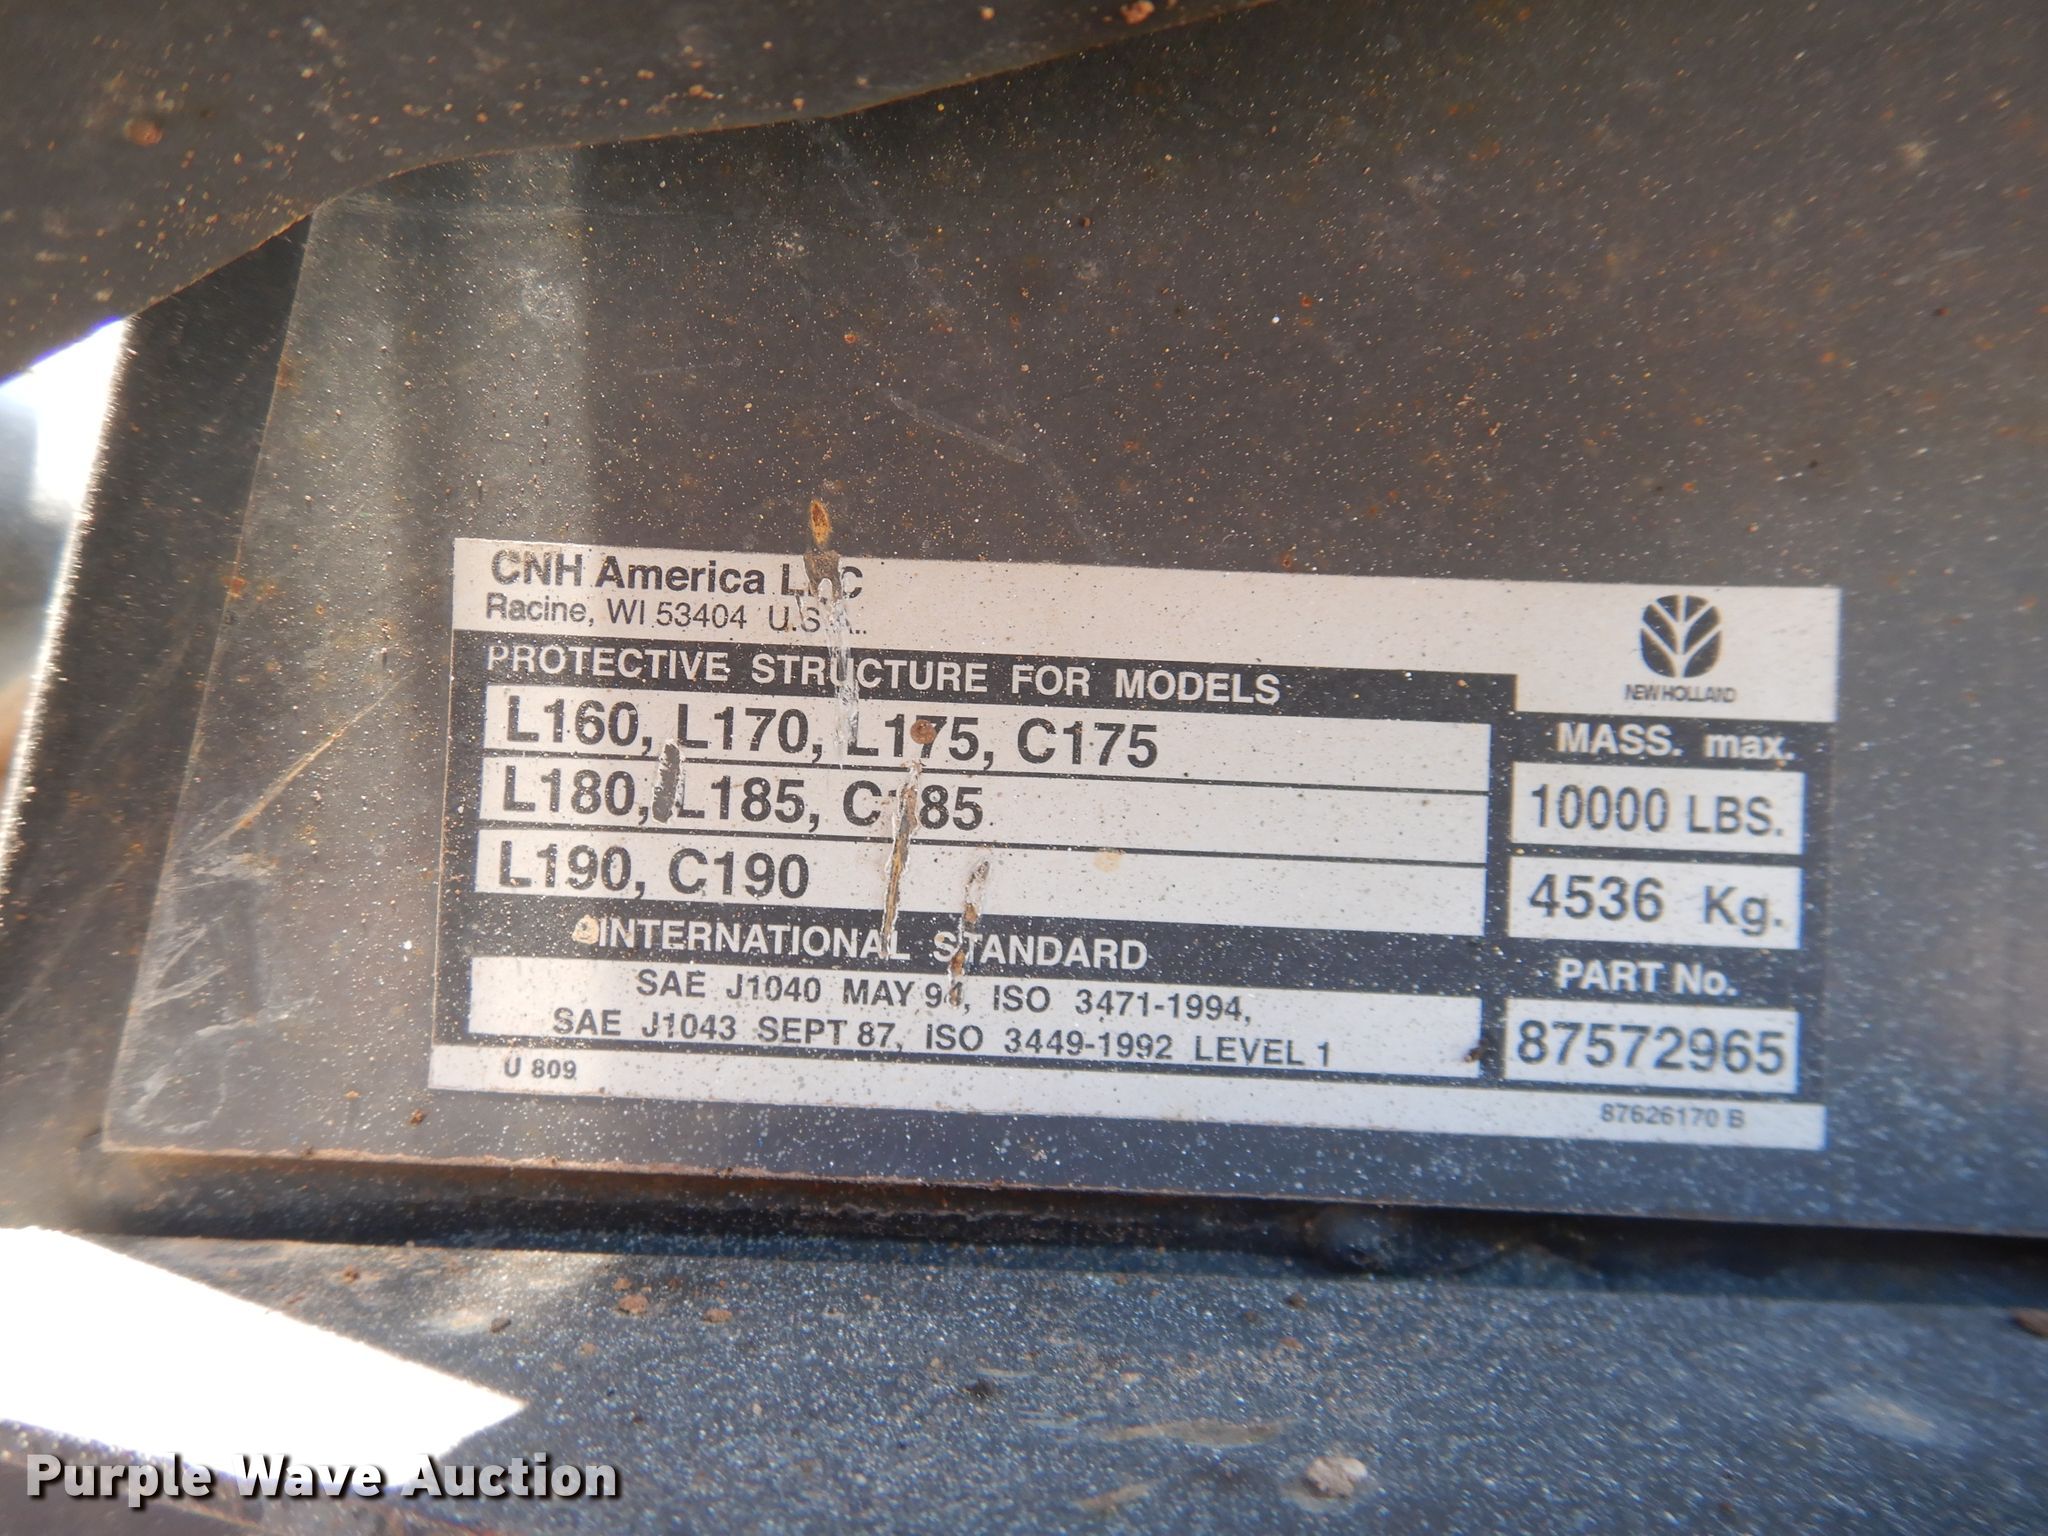 CNH America LLC
Racine, WI 53404 U.S.A..
NEW HOLLAND
PROTECTIVE STRUCTURE FOR MODELS
L160, L170, L175, C175
L180, L185, C185
L190, C190
MASS. max.
10000 LBS.
4536 Kg.
INTERNATIONAL STANDARD
SAE J1040 MAY 94, ISO 3471-1994,
SAE J1043 SEPT 87, ISO 3449-1992 LEVEL 1
PART No.
87572965
U 809
87626170 B
Purple Wave Auction